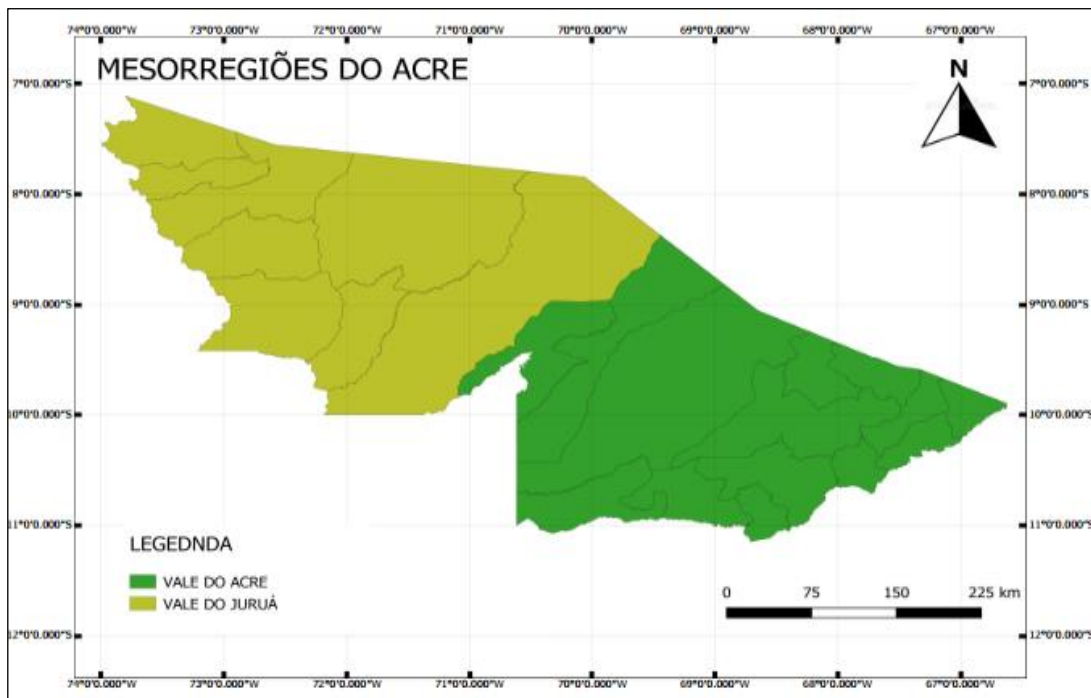 74°0'0.000"W 73°0'0.000"W 72°0'0.000"W 71°0'0.000"W 70°0'0.000"W 69°0'0.000"W 68°0'0.000"W 67°0'0.000"W
MESORREGIÕES DO ACRE
N
7°0'0.000"S 7°0'0.000"S
8°0'0.000"S 8°0'0.000"S
9°0'0.000"S 9°0'0.000"S
10°0'0.000"S 10°0'0.000"S
11°0'0.000"S 11°0'0.000"S
LEGEDNDA
VALE DO ACRE
VALE DO JURUÁ
0 75 150 225 km
12°0'0.000"S 12°0'0.000"S
74°0'0.000"W 73°0'0.000"W 72°0'0.000"W 71°0'0.000"W 70°0'0.000"W 69°0'0.000"W 68°0'0.000"W 67°0'0.000"W